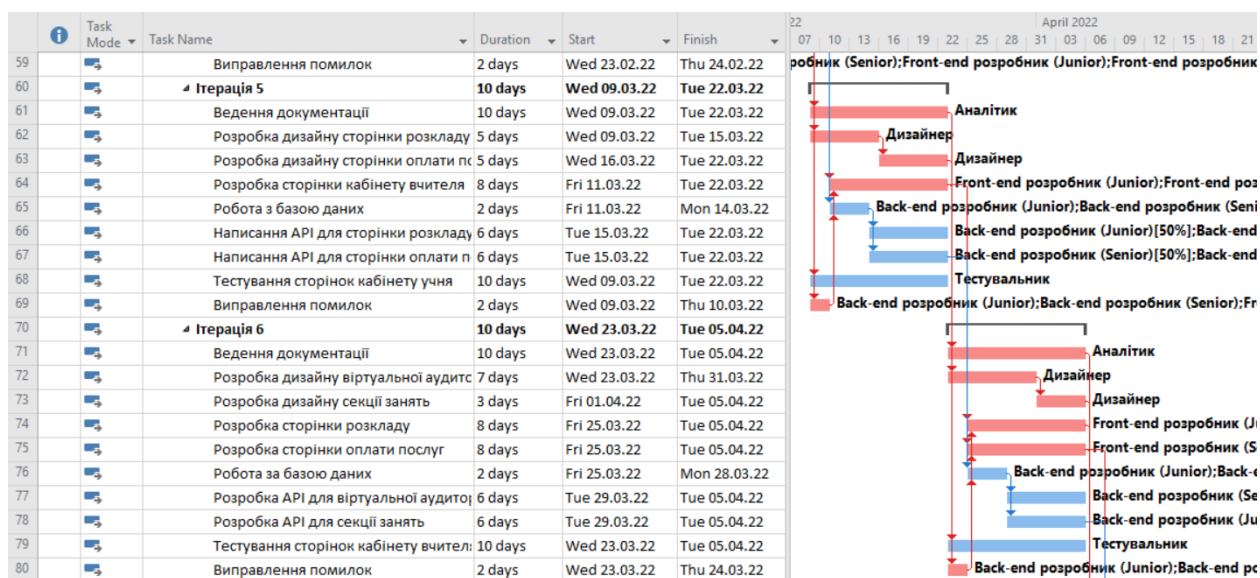 Task Mode Task Name Duration Start Finish
22 April 2022
07 10 13 16 19 22 25 28 31 03 06 09 12 15 18 21
59 Виправлення помилок 2 days Wed 23.02.22 Thu 24.02.22 робник (Senior);Front-end розробник (Junior);Front-end розробник
60 Ітерація 5 10 days Wed 09.03.22 Tue 22.03.22
61 Ведення документації 10 days Wed 09.03.22 Tue 22.03.22 Аналітик
62 Розробка дизайну сторінки розкладу 5 days Wed 09.03.22 Tue 15.03.22 Дизайнер
63 Розробка дизайну сторінки оплати по 5 days Wed 16.03.22 Tue 22.03.22 Дизайнер
64 Розробка сторінки кабінету вчителя 8 days Fri 11.03.22 Tue 22.03.22 Front-end розробник (Junior);Front-end роз
65 Робота з базою даних 2 days Fri 11.03.22 Mon 14.03.22 Back-end розробник (Junior);Back-end розробник (Seni
66 Написання API для сторінки розкладу 6 days Tue 15.03.22 Tue 22.03.22 Back-end розробник (Junior)[50%];Back-end
67 Написання API для сторінки оплати п 6 days Tue 15.03.22 Tue 22.03.22 Back-end розробник (Senior)[50%];Back-end
68 Тестування сторінок кабінету учня 10 days Wed 09.03.22 Tue 22.03.22 Тестувальник
69 Виправлення помилок 2 days Wed 09.03.22 Thu 10.03.22 Back-end розробник (Junior);Back-end розробник (Senior);Fr
70 Ітерація 6 10 days Wed 23.03.22 Tue 05.04.22
71 Ведення документації 10 days Wed 23.03.22 Tue 05.04.22 Аналітик
72 Розробка дизайну віртуальної аудитс 7 days Wed 23.03.22 Thu 31.03.22 Дизайнер
73 Розробка дизайну секції занять 3 days Fri 01.04.22 Tue 05.04.22 Дизайнер
74 Розробка сторінки розкладу 8 days Fri 25.03.22 Tue 05.04.22 Front-end розробник (Ju
75 Розробка сторінки оплати послуг 8 days Fri 25.03.22 Tue 05.04.22 Front-end розробник (S
76 Робота за базою даних 2 days Fri 25.03.22 Mon 28.03.22 Back-end розробник (Junior);Back-e
77 Розробка API для віртуальної аудитор 6 days Tue 29.03.22 Tue 05.04.22 Back-end розробник (Se
78 Розробка API для секції занять 6 days Tue 29.03.22 Tue 05.04.22 Back-end розробник (Ju
79 Тестування сторінок кабінету вчител 10 days Wed 23.03.22 Tue 05.04.22 Тестувальник
80 Виправлення помилок 2 days Wed 23.03.22 Thu 24.03.22 Back-end розробник (Junior);Back-end ро